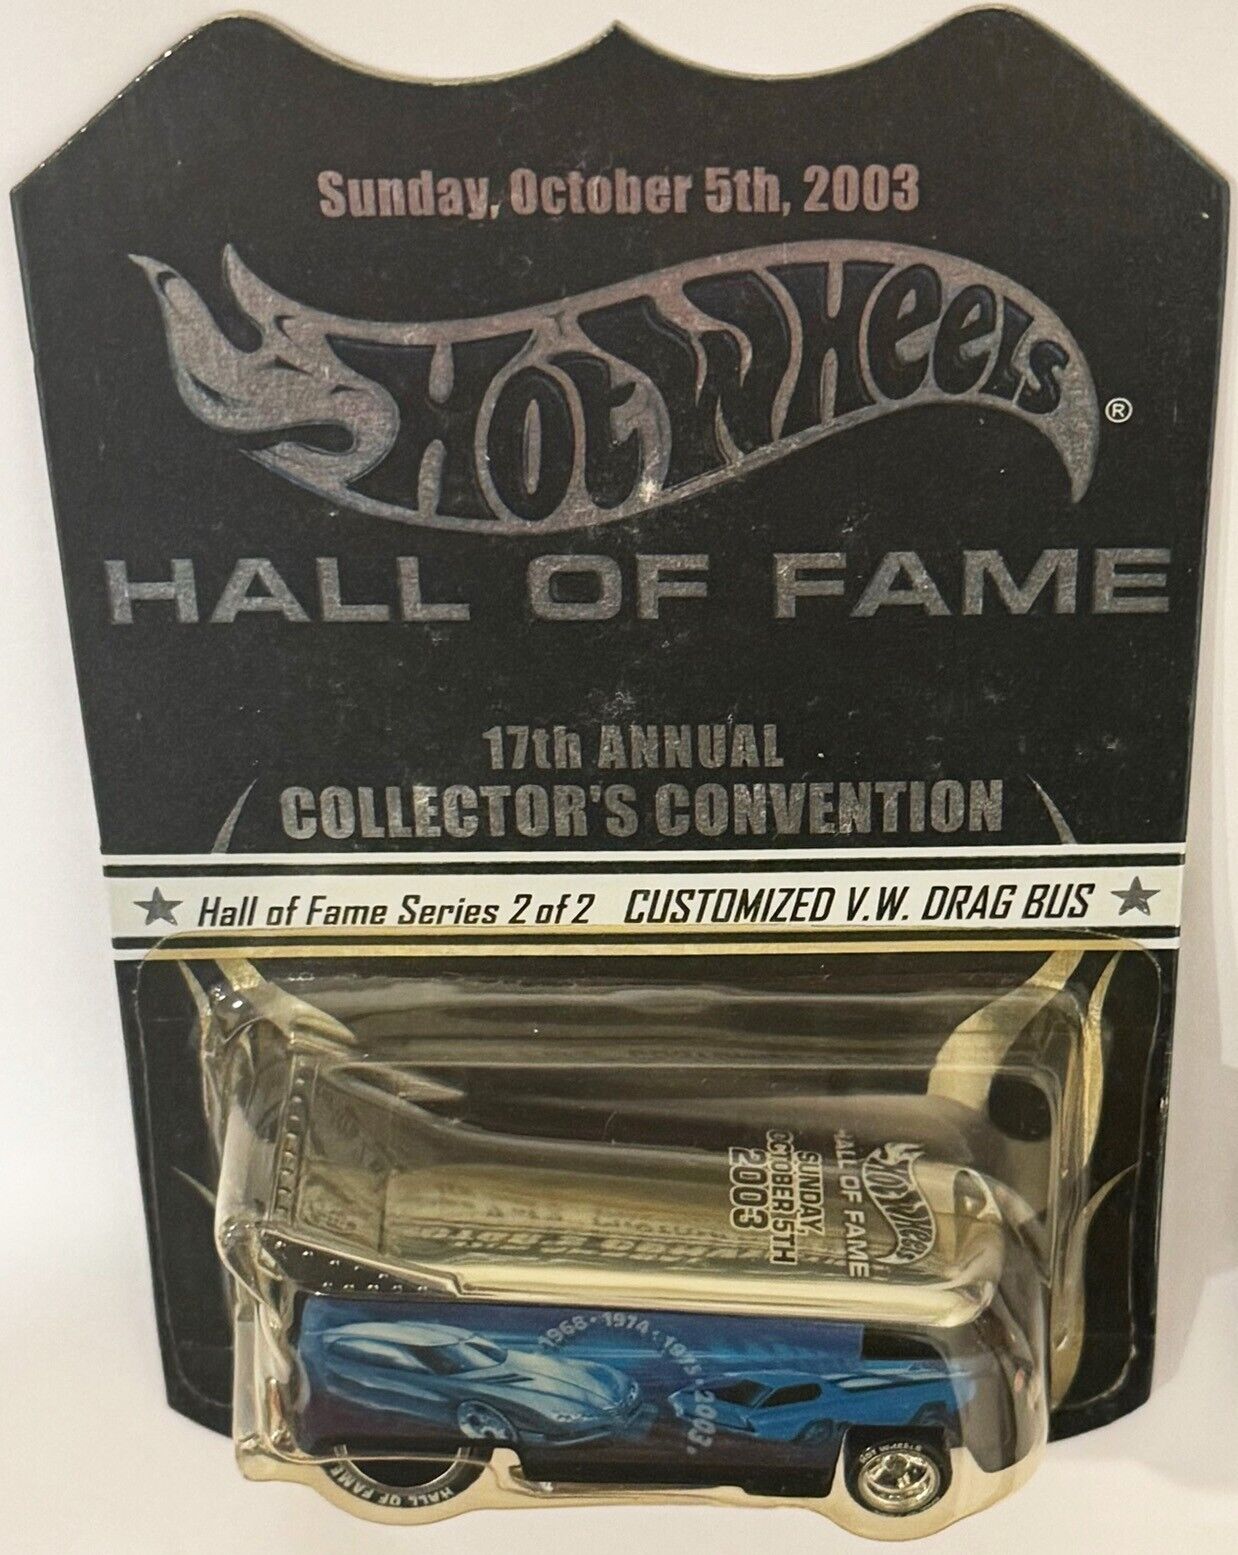 Sunday, October 5th, 2003
HOT WHEELS ®
HALL OF FAME
17th ANNUAL
COLLECTOR'S CONVENTION
Hall of Fame Series 2 of 2 CUSTOMIZED V.W. DRAG BUS
HOT WHEELS
HALL OF FAME
SUNDAY,
OCTOBER 5TH
2003
1968 • 1974 • 2003.
HOT WHEELS
HALL OF FAME